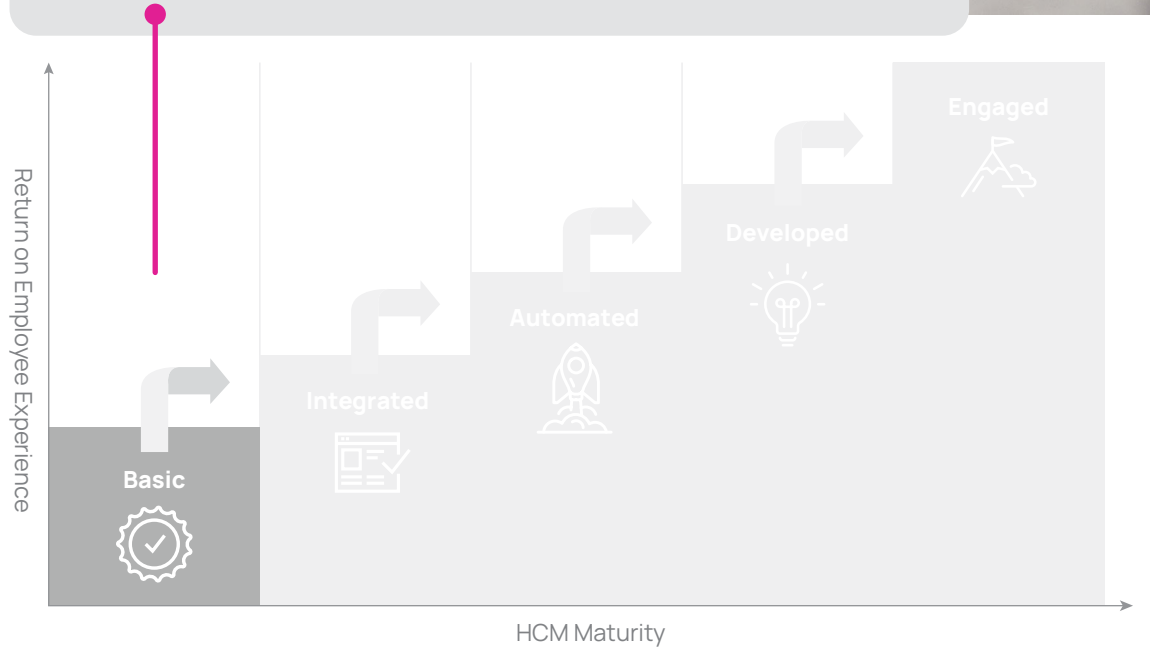 Engaged
Developed
Automated
Integrated
Basic
Return on Employee Experience
HCM Maturity